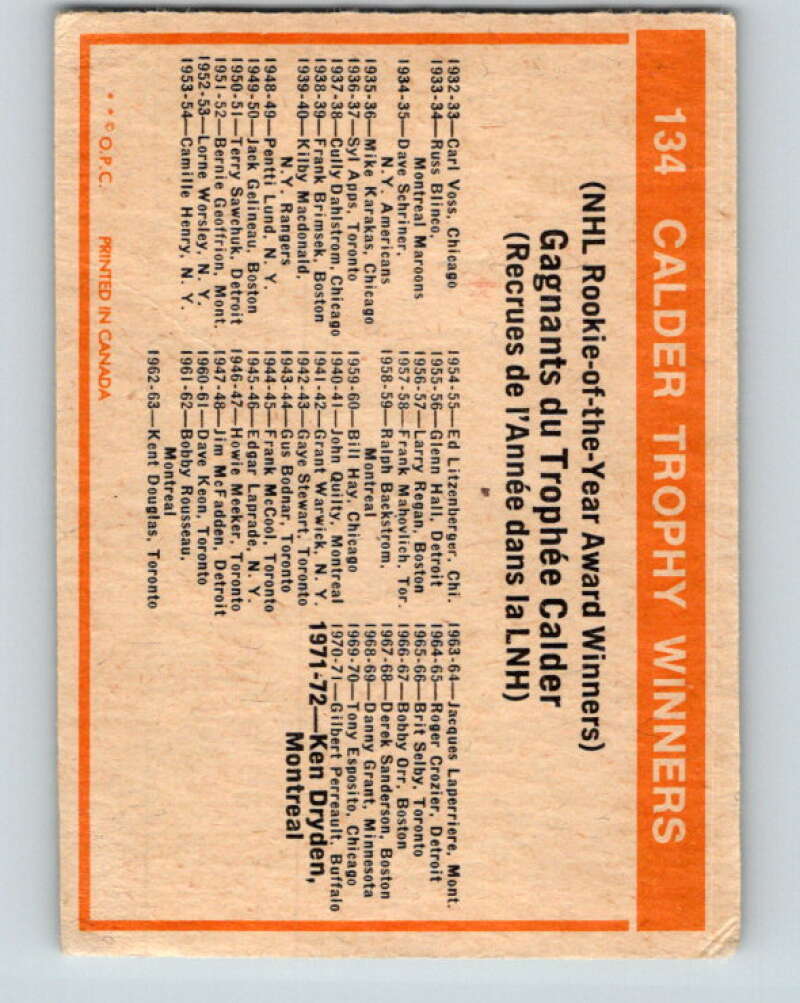 134 CALDER TROPHY WINNERS
(NHL Rookie-of-the-Year Award Winners)
Gagnants du Trophée Calder
(Recrues de l'Année dans la LNH)
1932-33—Carl Voss, Chicago
1933-34—Russ Blinco,
Montreal Maroons
1934-35—Dave Schriner,
N.Y. Americans
1935-36—Mike Karakas, Chicago
1936-37—Syl Apps, Toronto
1937-38—Cully Dahlstrom, Chicago
1938-39—Frank Brimsek, Boston
1939-40—Kilby Macdonald,
N.Y. Rangers
1948-49—Pentti Lund, N. Y.
1949-50—Jack Gelineau, Boston
1950-51—Terry Sawchuk, Detroit
1951-52—Bernie Geoffrion, Mont.
1952-53—Lorne Worsley, N. Y.
1953-54—Camille Henry, N. Y.
1954-55—Ed Litzenberger, Chi.
1955-56—Glenn Hall, Detroit
1956-57—Larry Regan, Boston
1957-58—Frank Mahovlich, Tor.
1958-59—Ralph Backstrom,
Montreal
1959-60—Bill Hay, Chicago
1940-41—John Quilty, Montreal
1941-42—Grant Warwick, N. Y.
1942-43—Gaye Stewart, Toronto
1943-44—Gus Bodnar, Toronto
1944-45—Frank McCool, Toronto
1945-46—Edgar Laprade, N. Y.
1946-47—Howie Meeker, Toronto
1947-48—Jim McFadden, Detroit
1960-61—Dave Keon, Toronto
1961-62—Bobby Rousseau,
Montreal
1962-63—Kent Douglas, Toronto
1963-64—Jacques Laperriere, Mont.
1964-65—Roger Crozier, Detroit
1965-66—Brit Selby, Toronto
1966-67—Bobby Orr, Boston
1967-68—Derek Sanderson, Boston
1968-69—Danny Grant, Minnesota
1969-70—Tony Esposito, Chicago
1970-71—Gilbert Perreault, Buffalo
1971-72—Ken Dryden,
Montreal
* * © O.P.C. PRINTED IN CANADA